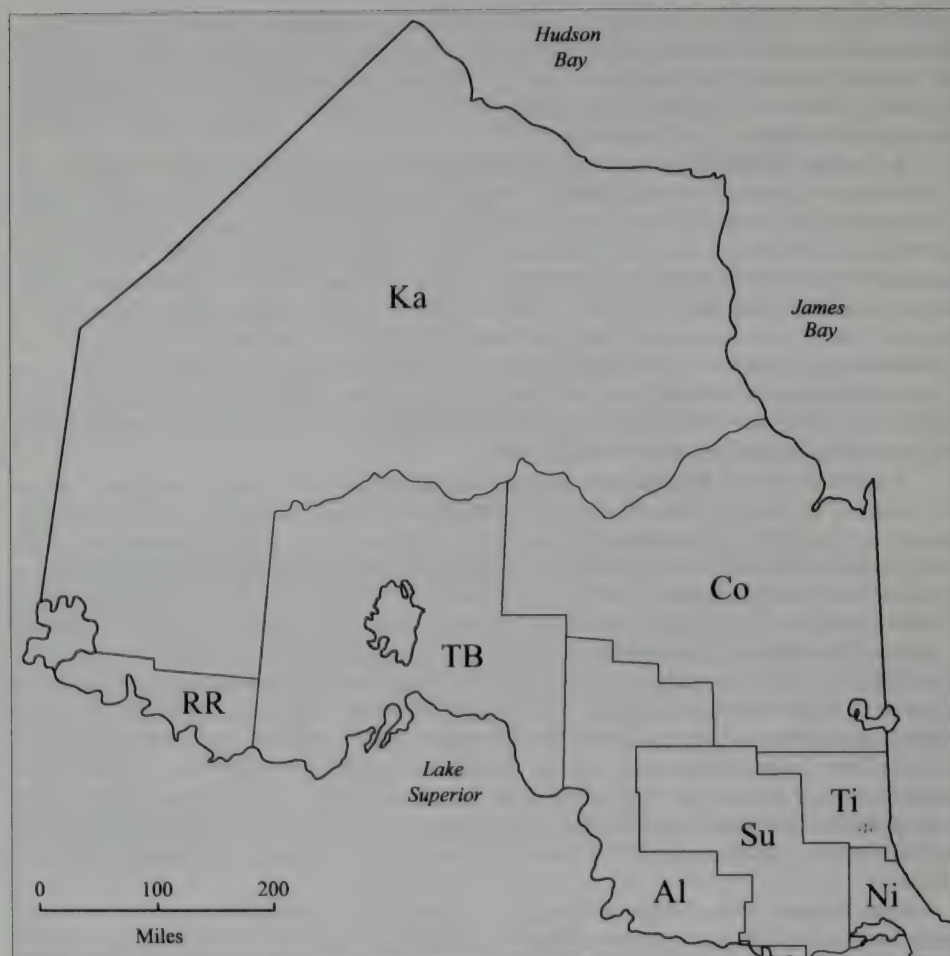 Hudson
Bay
Ka
James
Bay
Co
TB
RR
Lake
Superior
Ti
Su
Al
Ni
0 100 200
Miles